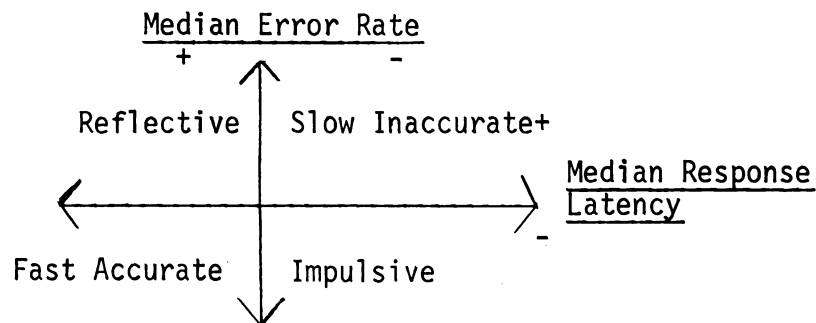 Median Error Rate
+ -
Reflective Slow Inaccurate+
Median Response
Latency
-
Fast Accurate Impulsive